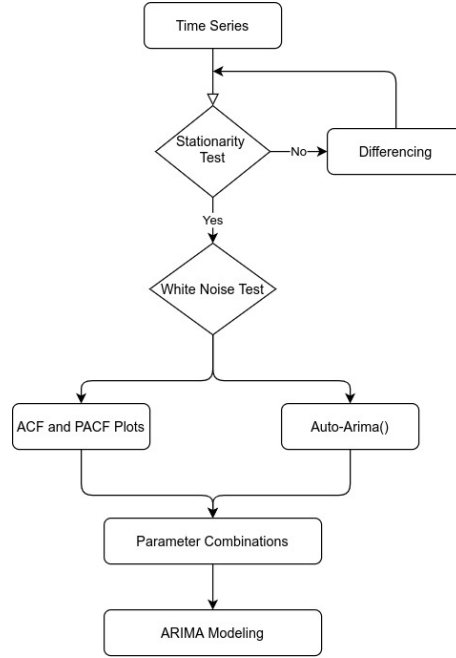 Time Series
Stationarity
Test
No
Differencing
Yes
White Noise Test
ACF and PACF Plots
Auto-Arima()
Parameter Combinations
ARIMA Modeling